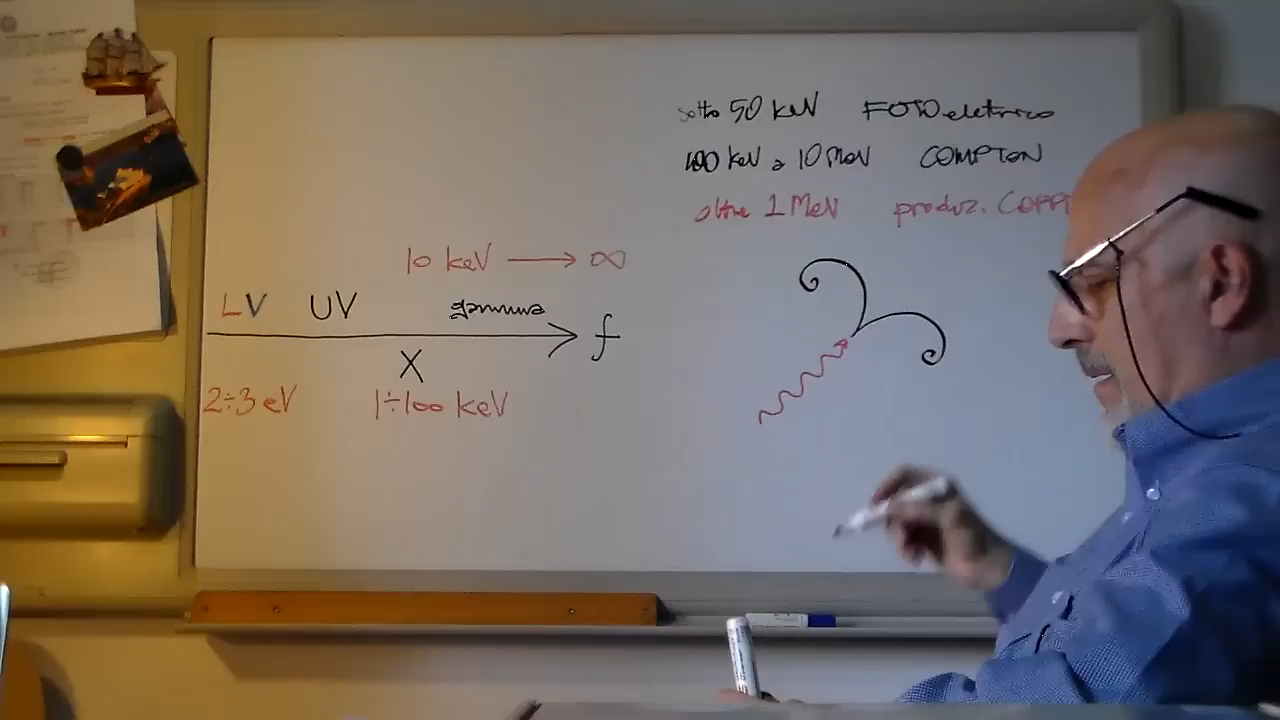 sotto 50 keV FOTOelettrico
100 keV a 10 MeV COMPTON
oltre 1 MeV produz. COPPI
10 keV → ∞
LV UV gamma
f
X
2÷3 eV 1÷100 keV